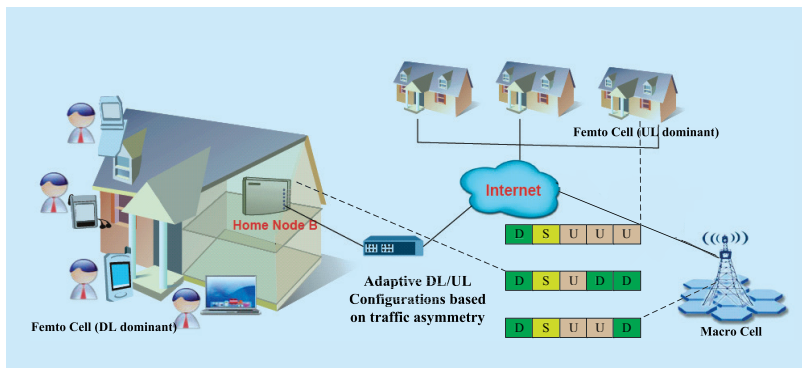 Femto Cell (UL dominant)
Internet
Home Node B
D S U U U
Adaptive DL/UL
Configurations based
on traffic asymmetry
D S U D D
D S U U D
Femto Cell (DL dominant)
Macro Cell